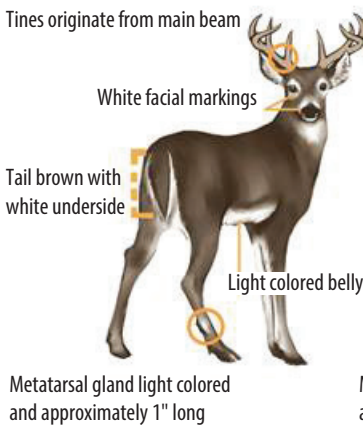 Tines originate from main beam
White facial markings
Tail brown with
white underside
Light colored belly
Metatarsal gland light colored
and approximately 1" long